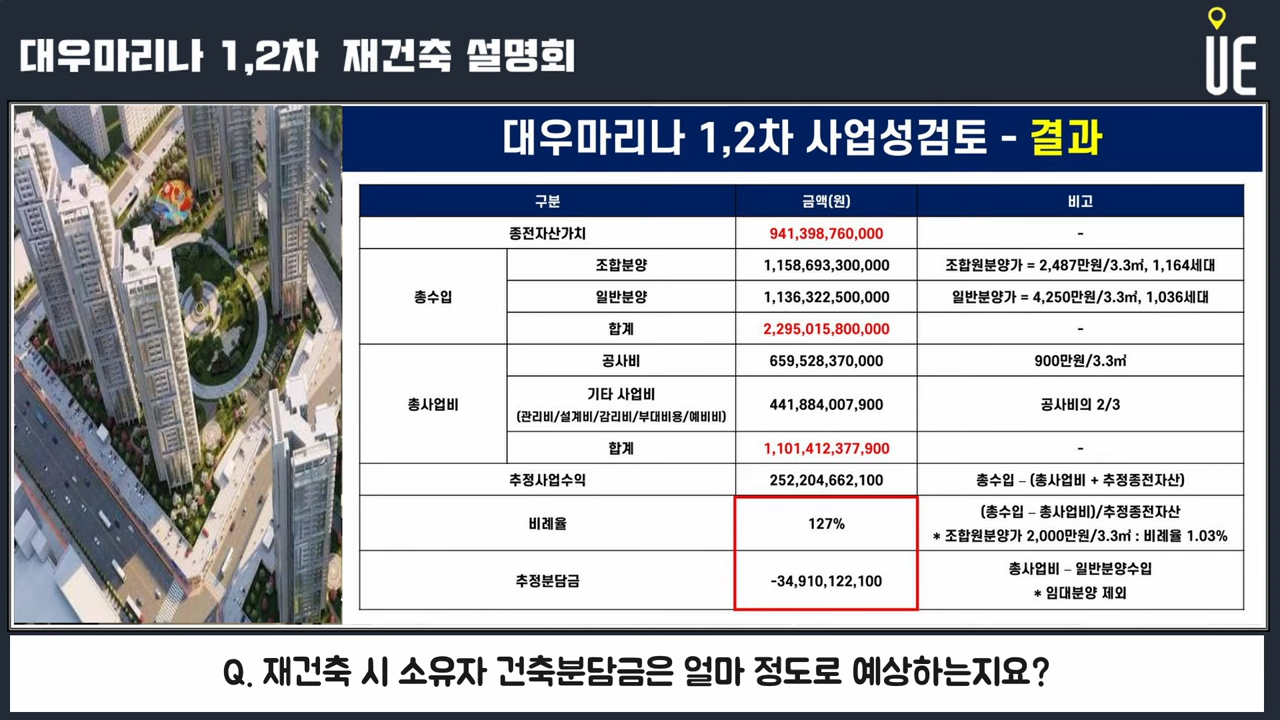 대우마리나 1,2차 재건축 설명회
UE
대우마리나 1,2차 사업성검토 - 결과
구분 금액(원) 비고
종전자산가치 941,398,760,000 -
총수입 조합분양 1,158,693,300,000 조합원분양가 = 2,487만원/3.3㎡, 1,164세대
일반분양 1,136,322,500,000 일반분양가 = 4,250만원/3.3㎡, 1,036세대
합계 2,295,015,800,000 -
총사업비 공사비 659,528,370,000 900만원/3.3㎡
기타 사업비
(관리비/설계비/감리비/부대비용/예비비) 441,884,007,900 공사비의 2/3
합계 1,101,412,377,900 -
추정사업수익 252,204,662,100 총수입 – (총사업비 + 추정종전자산)
비례율 127% (총수입 – 총사업비)/추정종전자산
* 조합원분양가 2,000만원/3.3㎡ : 비례율 1.03%
추정분담금 -34,910,122,100 총사업비 – 일반분양수입
* 임대분양 제외
Q. 재건축 시 소유자 건축분담금은 얼마 정도로 예상하는지요?